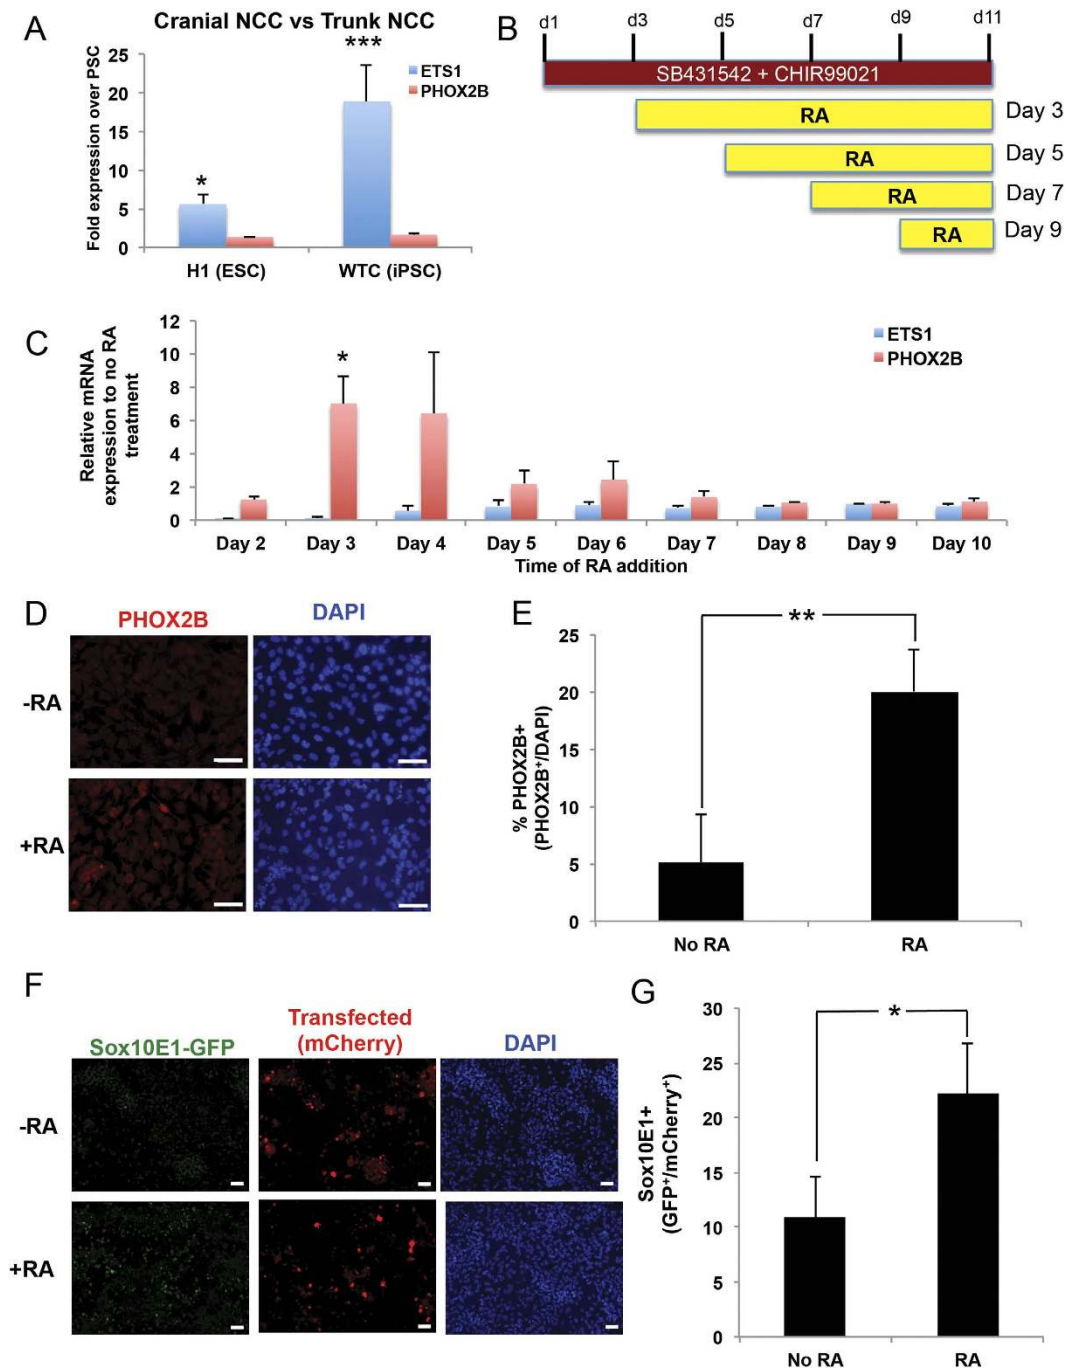 A
Cranial NCC vs Trunk NCC
Fold expression over PSC
25
20
15
10
5
0
*
***
ETS1
PHOX2B
H1 (ESC)
WTC (iPSC)
B
d1 d3 d5 d7 d9 d11
SB431542 + CHIR99021
RA Day 3
RA Day 5
RA Day 7
RA Day 9
C
Relative mRNA
expression to no RA
treatment
12
10
8
6
4
2
0
*
ETS1
PHOX2B
Day 2 Day 3 Day 4 Day 5 Day 6 Day 7 Day 8 Day 9 Day 10
Time of RA addition
D
PHOX2B
DAPI
-RA
+RA
E
% PHOX2B+
(PHOX2B+/DAPI)
25
20
15
10
5
0
**
No RA
RA
F
Sox10E1-GFP
Transfected
(mCherry)
DAPI
-RA
+RA
G
Sox10E1+
(GFP+/mCherry+)
30
25
20
15
10
5
0
*
No RA
RA